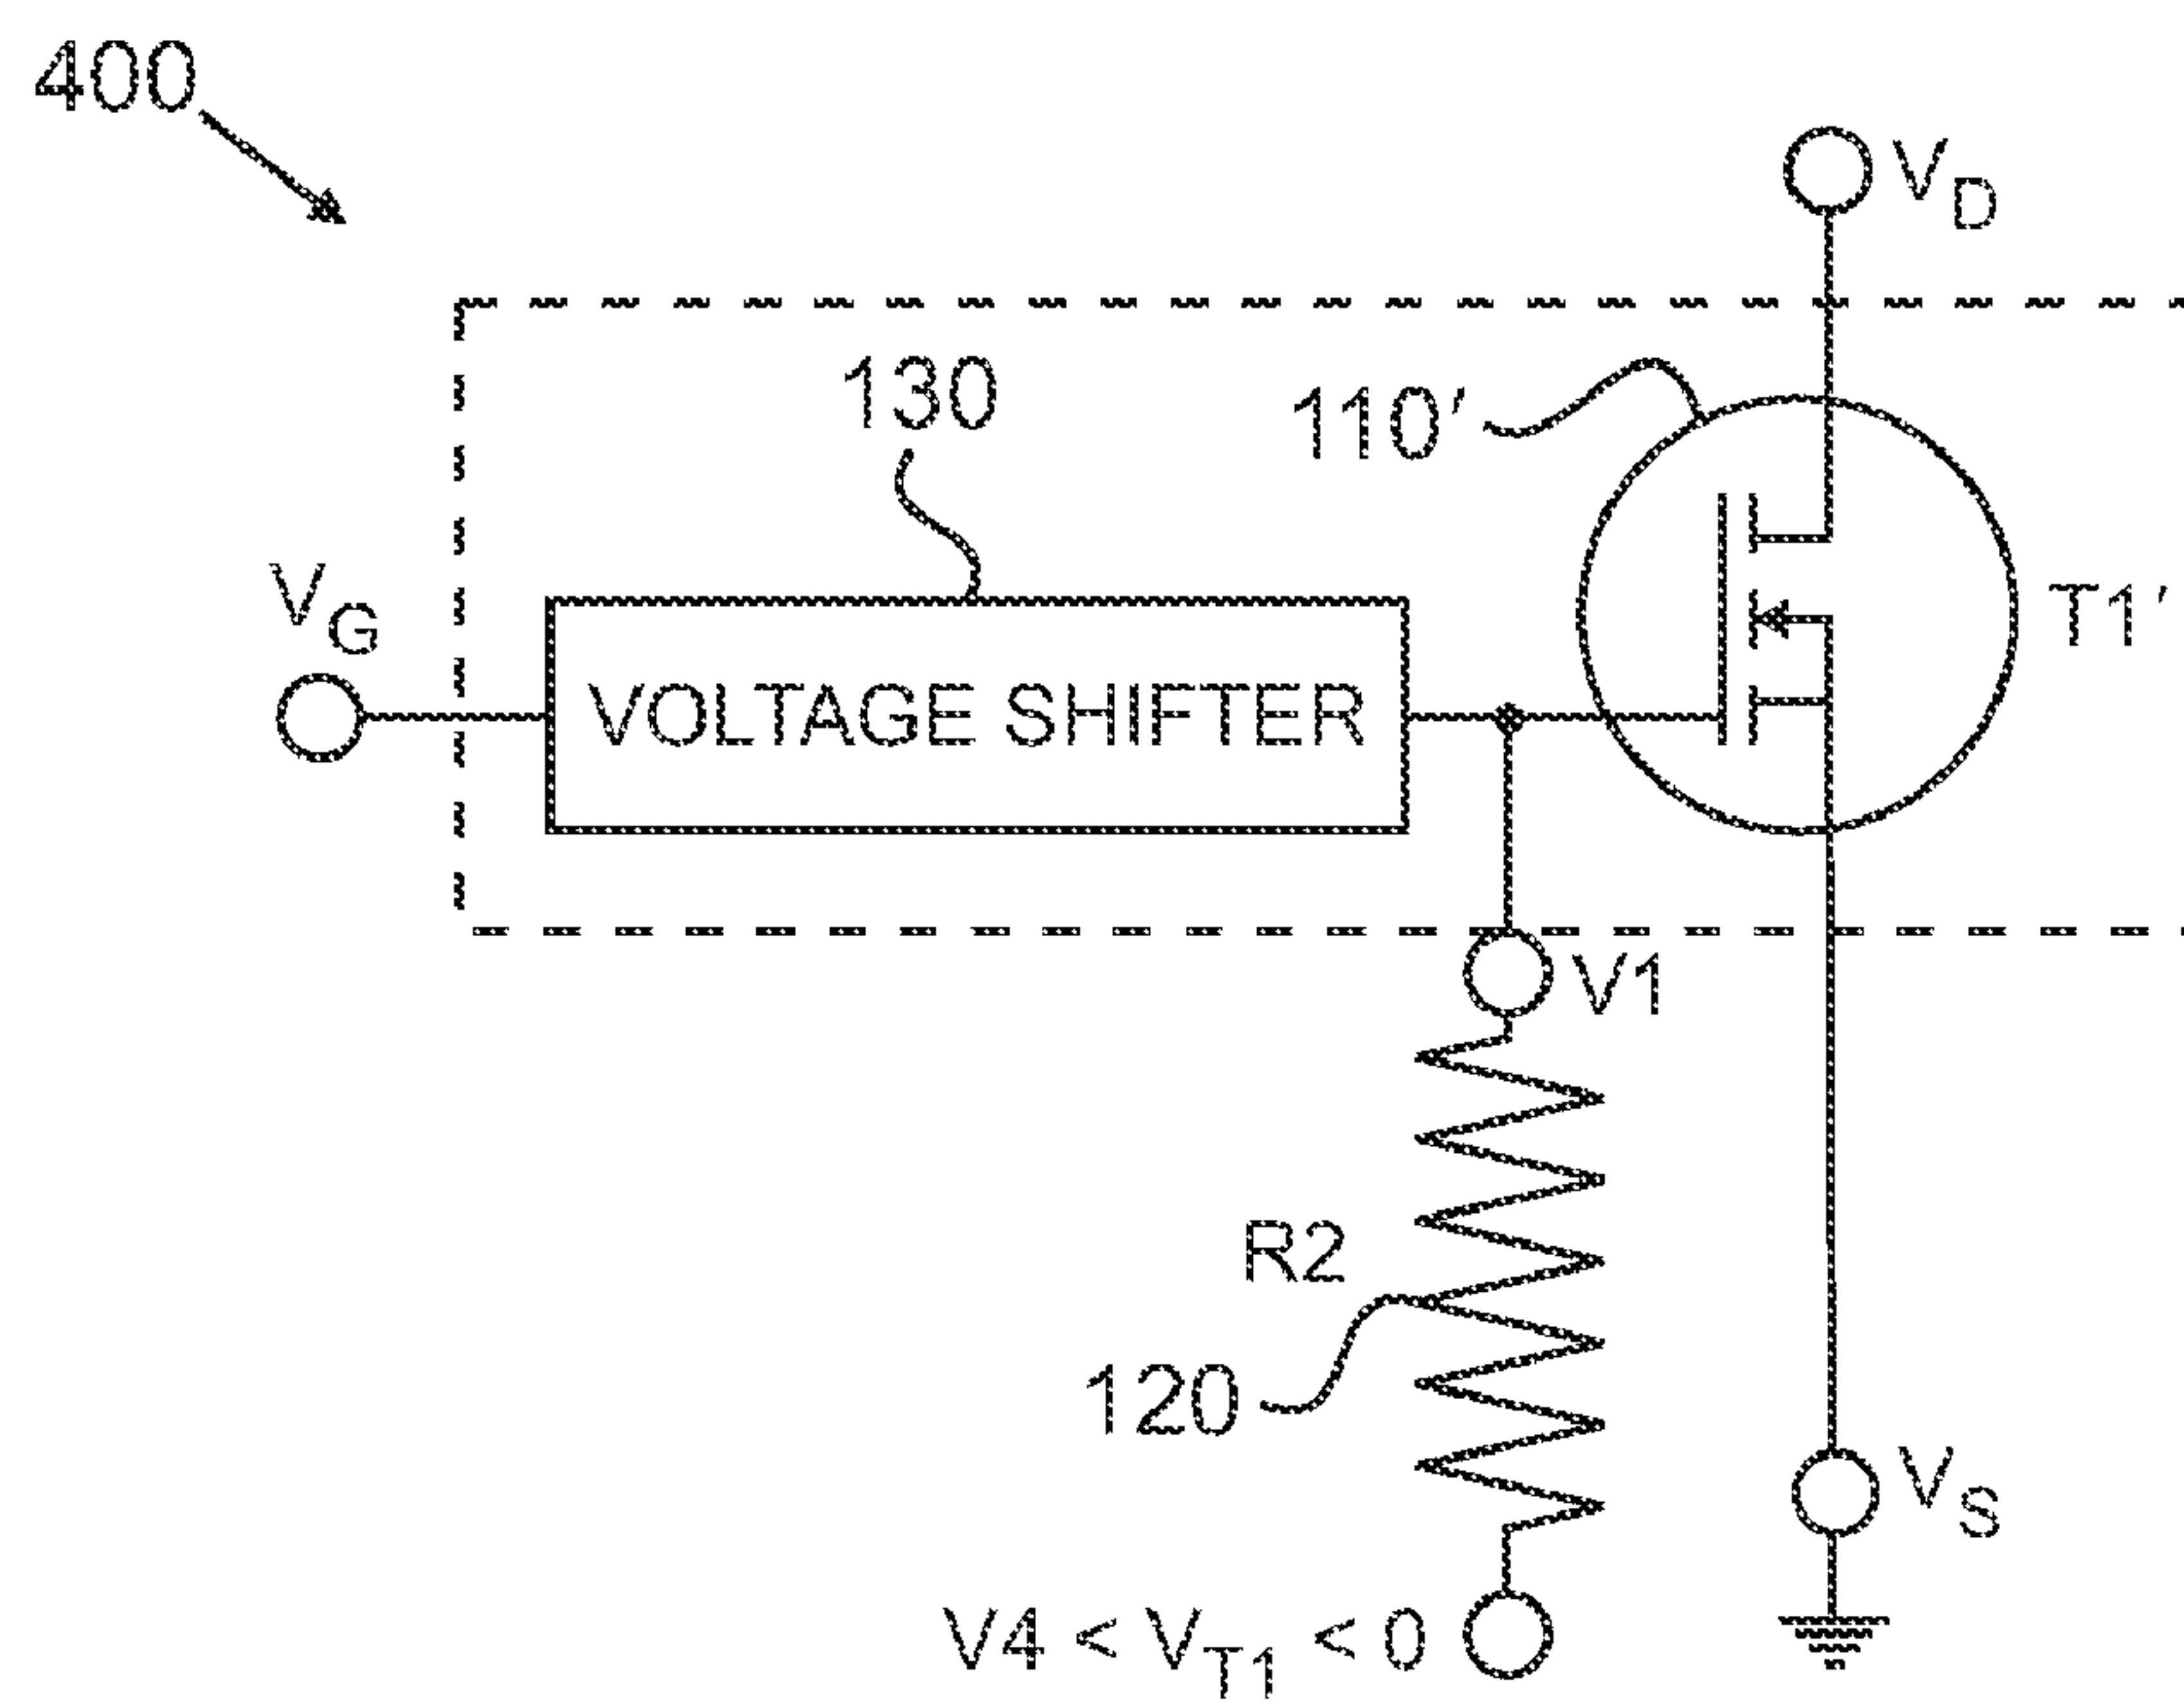 400
V_D
130
110′
V_G
T1′
VOLTAGE SHIFTER
V1
R2
120
V_S
V4 < V_T1 < 0